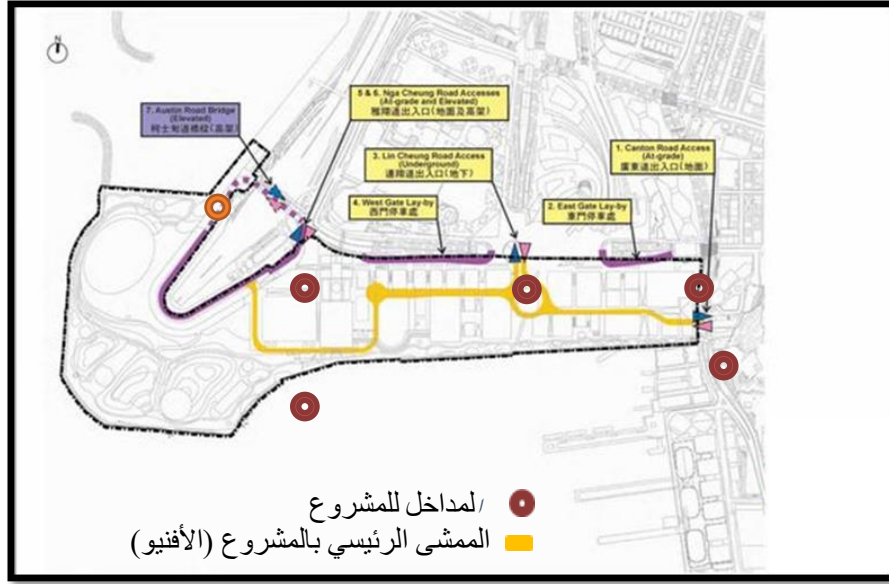 N
5 & 6. Nga Cheung Road Accesses
(At-grade and Elevated)
雅翔道出入口(地面及高架)
7. Austin Road Bridge
(Elevated)
柯士甸道橋樑(高架)
3. Lin Cheung Road Access
(Underground)
連翔道出入口(地下)
1. Canton Road Access
(At-grade)
廣東道出入口(地面)
4. West Gate Lay-by
西門停車處
2. East Gate Lay-by
東門停車處
المداخل للمشروع
الممشى الرئيسي بالمشروع (الأفنيو)